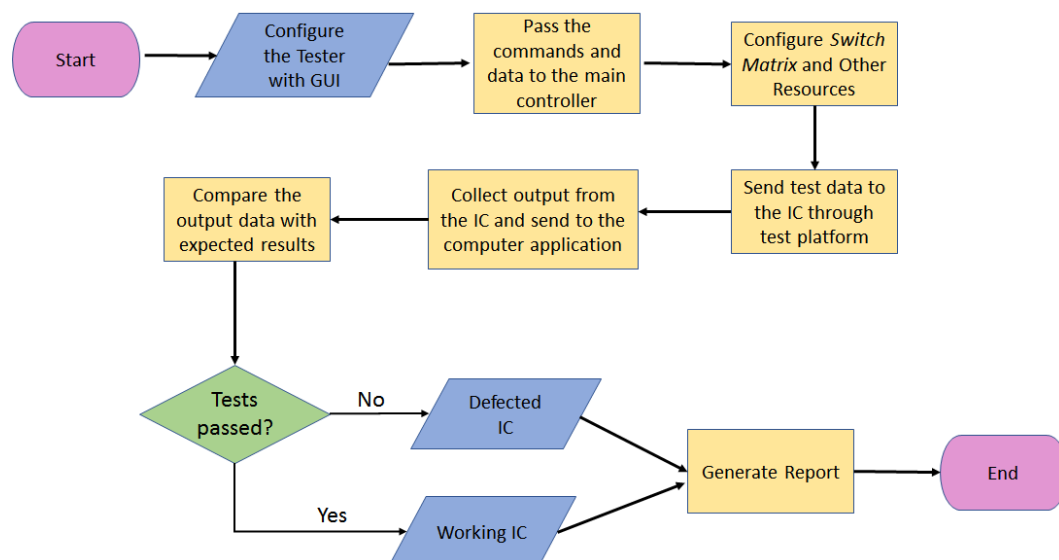 Start
Configure
the Tester
with GUI
Pass the
commands and
data to the main
controller
Configure Switch
Matrix and Other
Resources
Send test data to
the IC through
test platform
Collect output from
the IC and send to the
computer application
Compare the
output data with
expected results
Tests
passed?
No
Defected
IC
Yes
Working IC
Generate Report
End